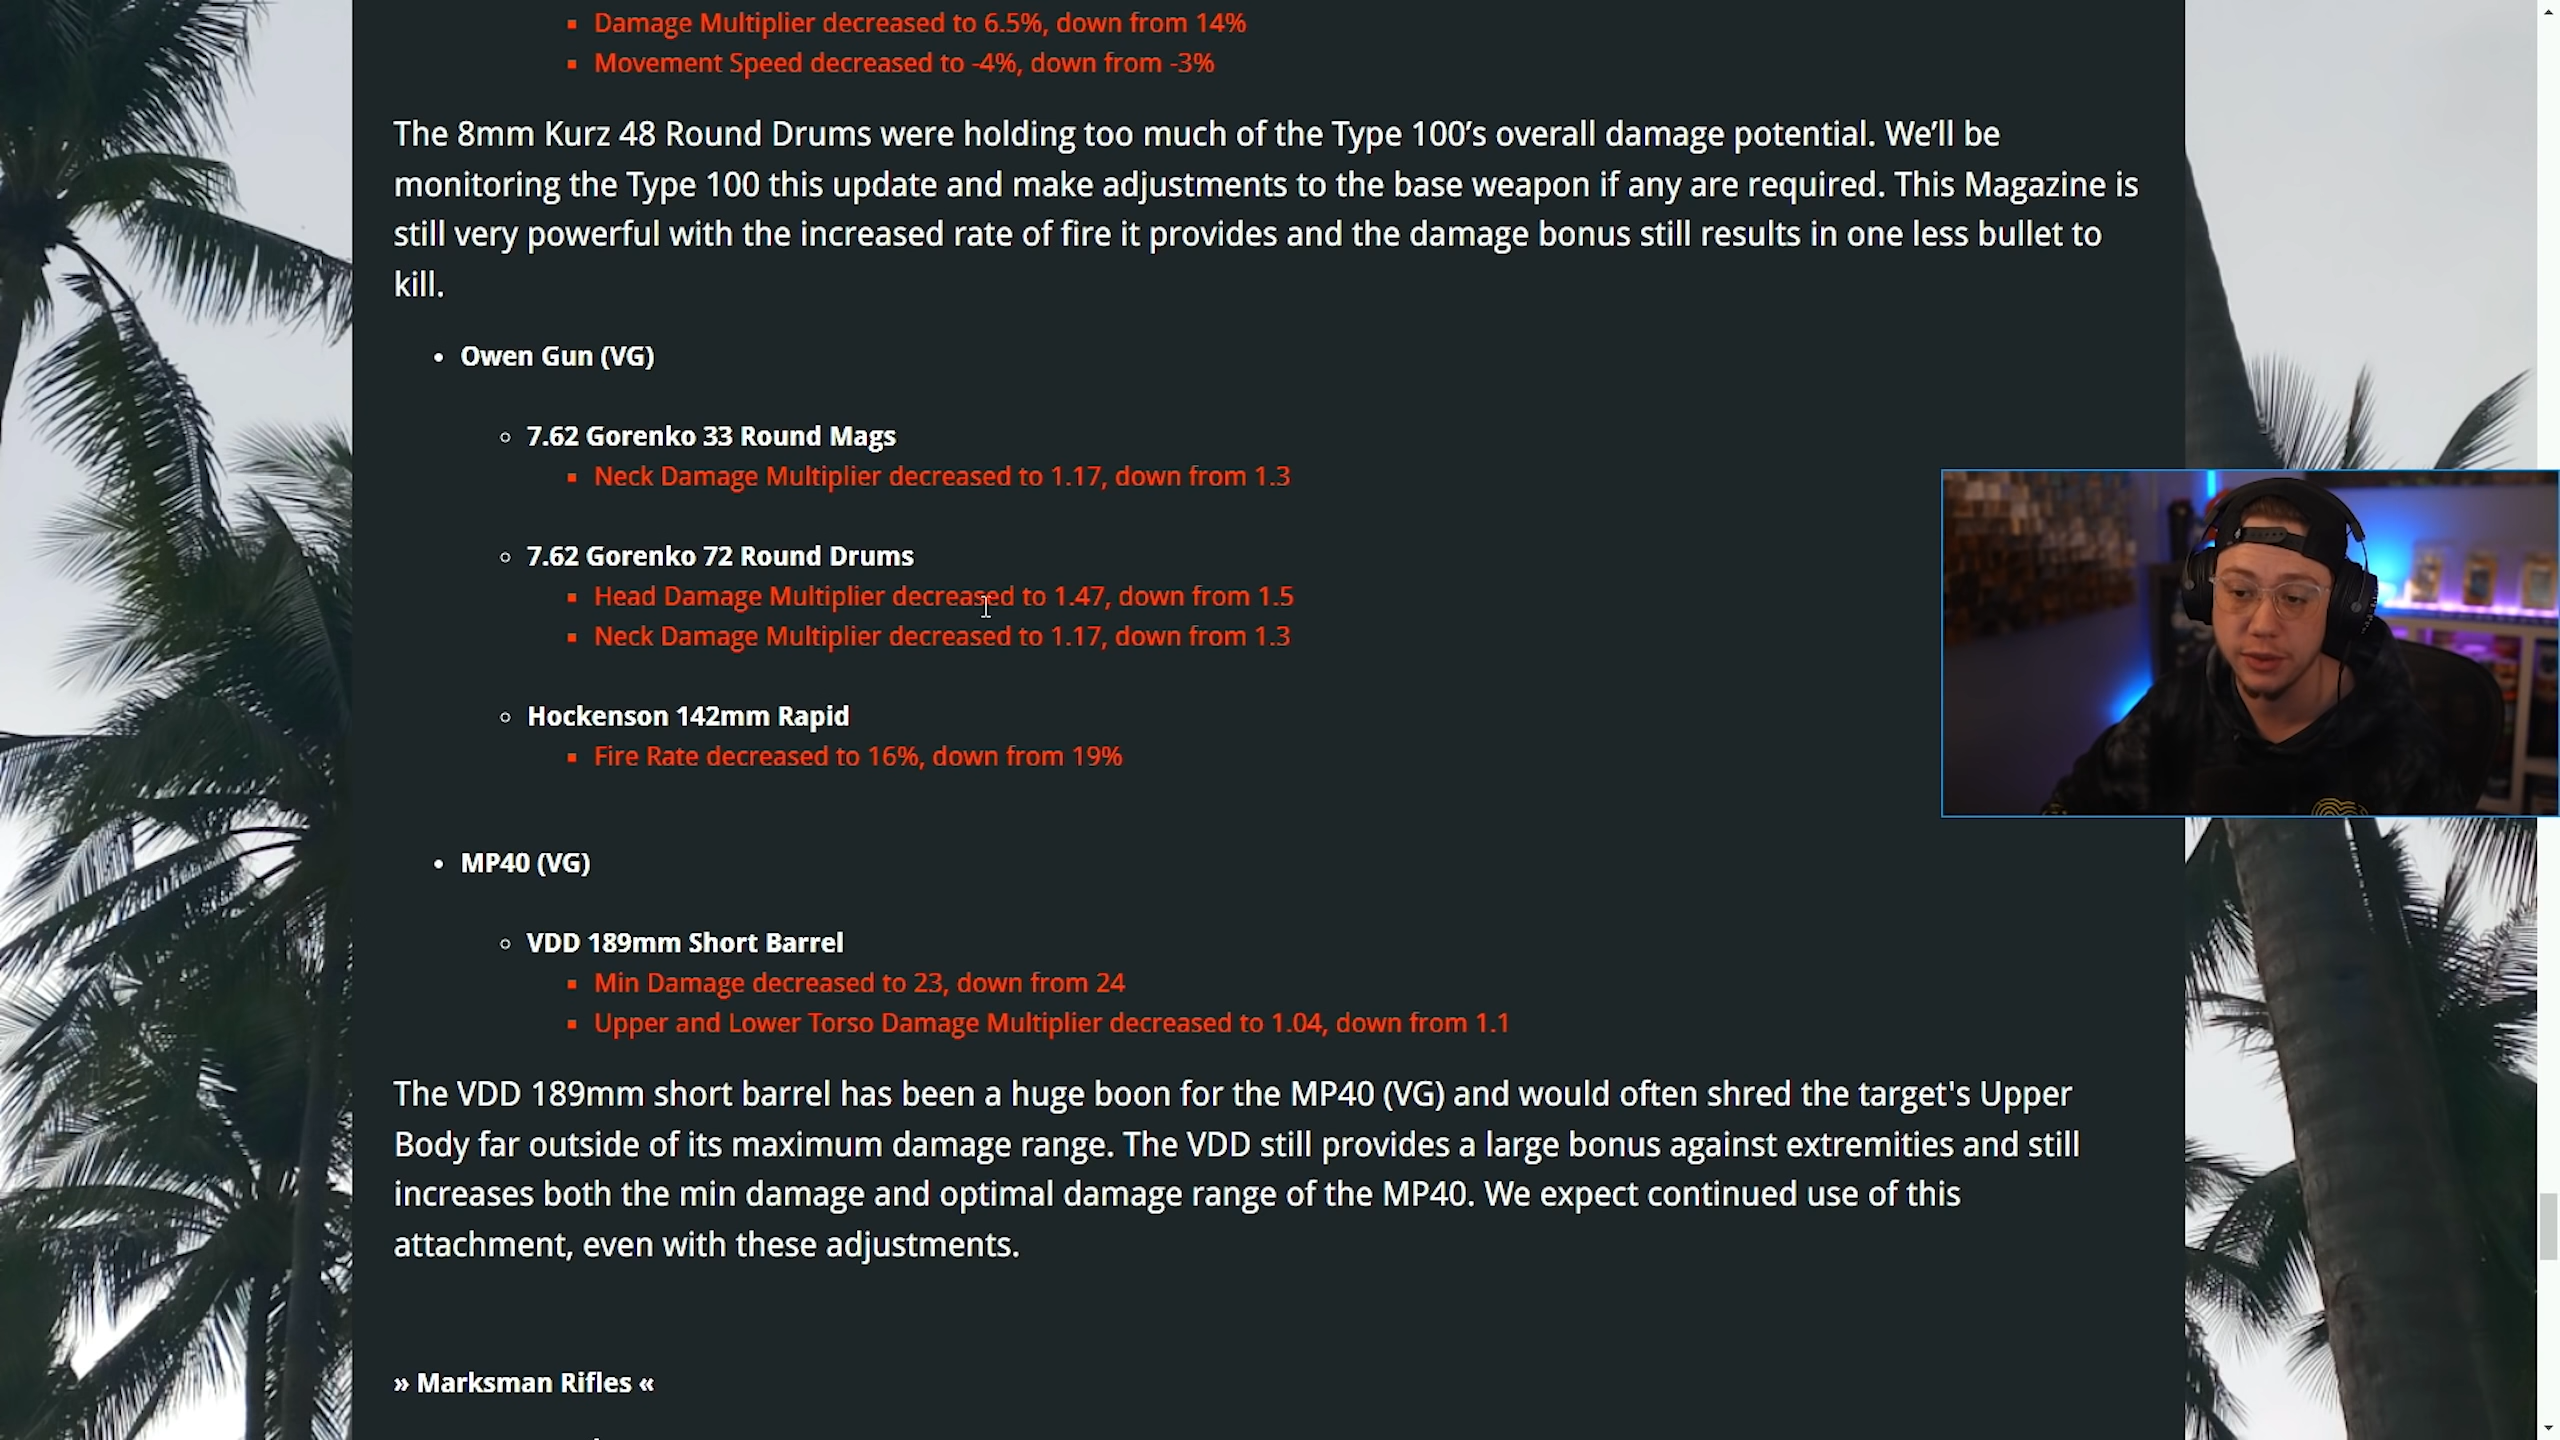 Damage Multiplier decreased to 6.5%, down from 14%
Movement Speed decreased to -4%, down from -3%
The 8mm Kurz 48 Round Drums were holding too much of the Type 100’s overall damage potential. We’ll be
monitoring the Type 100 this update and make adjustments to the base weapon if any are required. This Magazine is
still very powerful with the increased rate of fire it provides and the damage bonus still results in one less bullet to
kill.
Owen Gun (VG)
7.62 Gorenko 33 Round Mags
Neck Damage Multiplier decreased to 1.17, down from 1.3
7.62 Gorenko 72 Round Drums
Head Damage Multiplier decreased to 1.47, down from 1.5
Neck Damage Multiplier decreased to 1.17, down from 1.3
Hockenson 142mm Rapid
Fire Rate decreased to 16%, down from 19%
MP40 (VG)
VDD 189mm Short Barrel
Min Damage decreased to 23, down from 24
Upper and Lower Torso Damage Multiplier decreased to 1.04, down from 1.1
The VDD 189mm short barrel has been a huge boon for the MP40 (VG) and would often shred the target's Upper
Body far outside of its maximum damage range. The VDD still provides a large bonus against extremities and still
increases both the min damage and optimal damage range of the MP40. We expect continued use of this
attachment, even with these adjustments.
» Marksman Rifles «